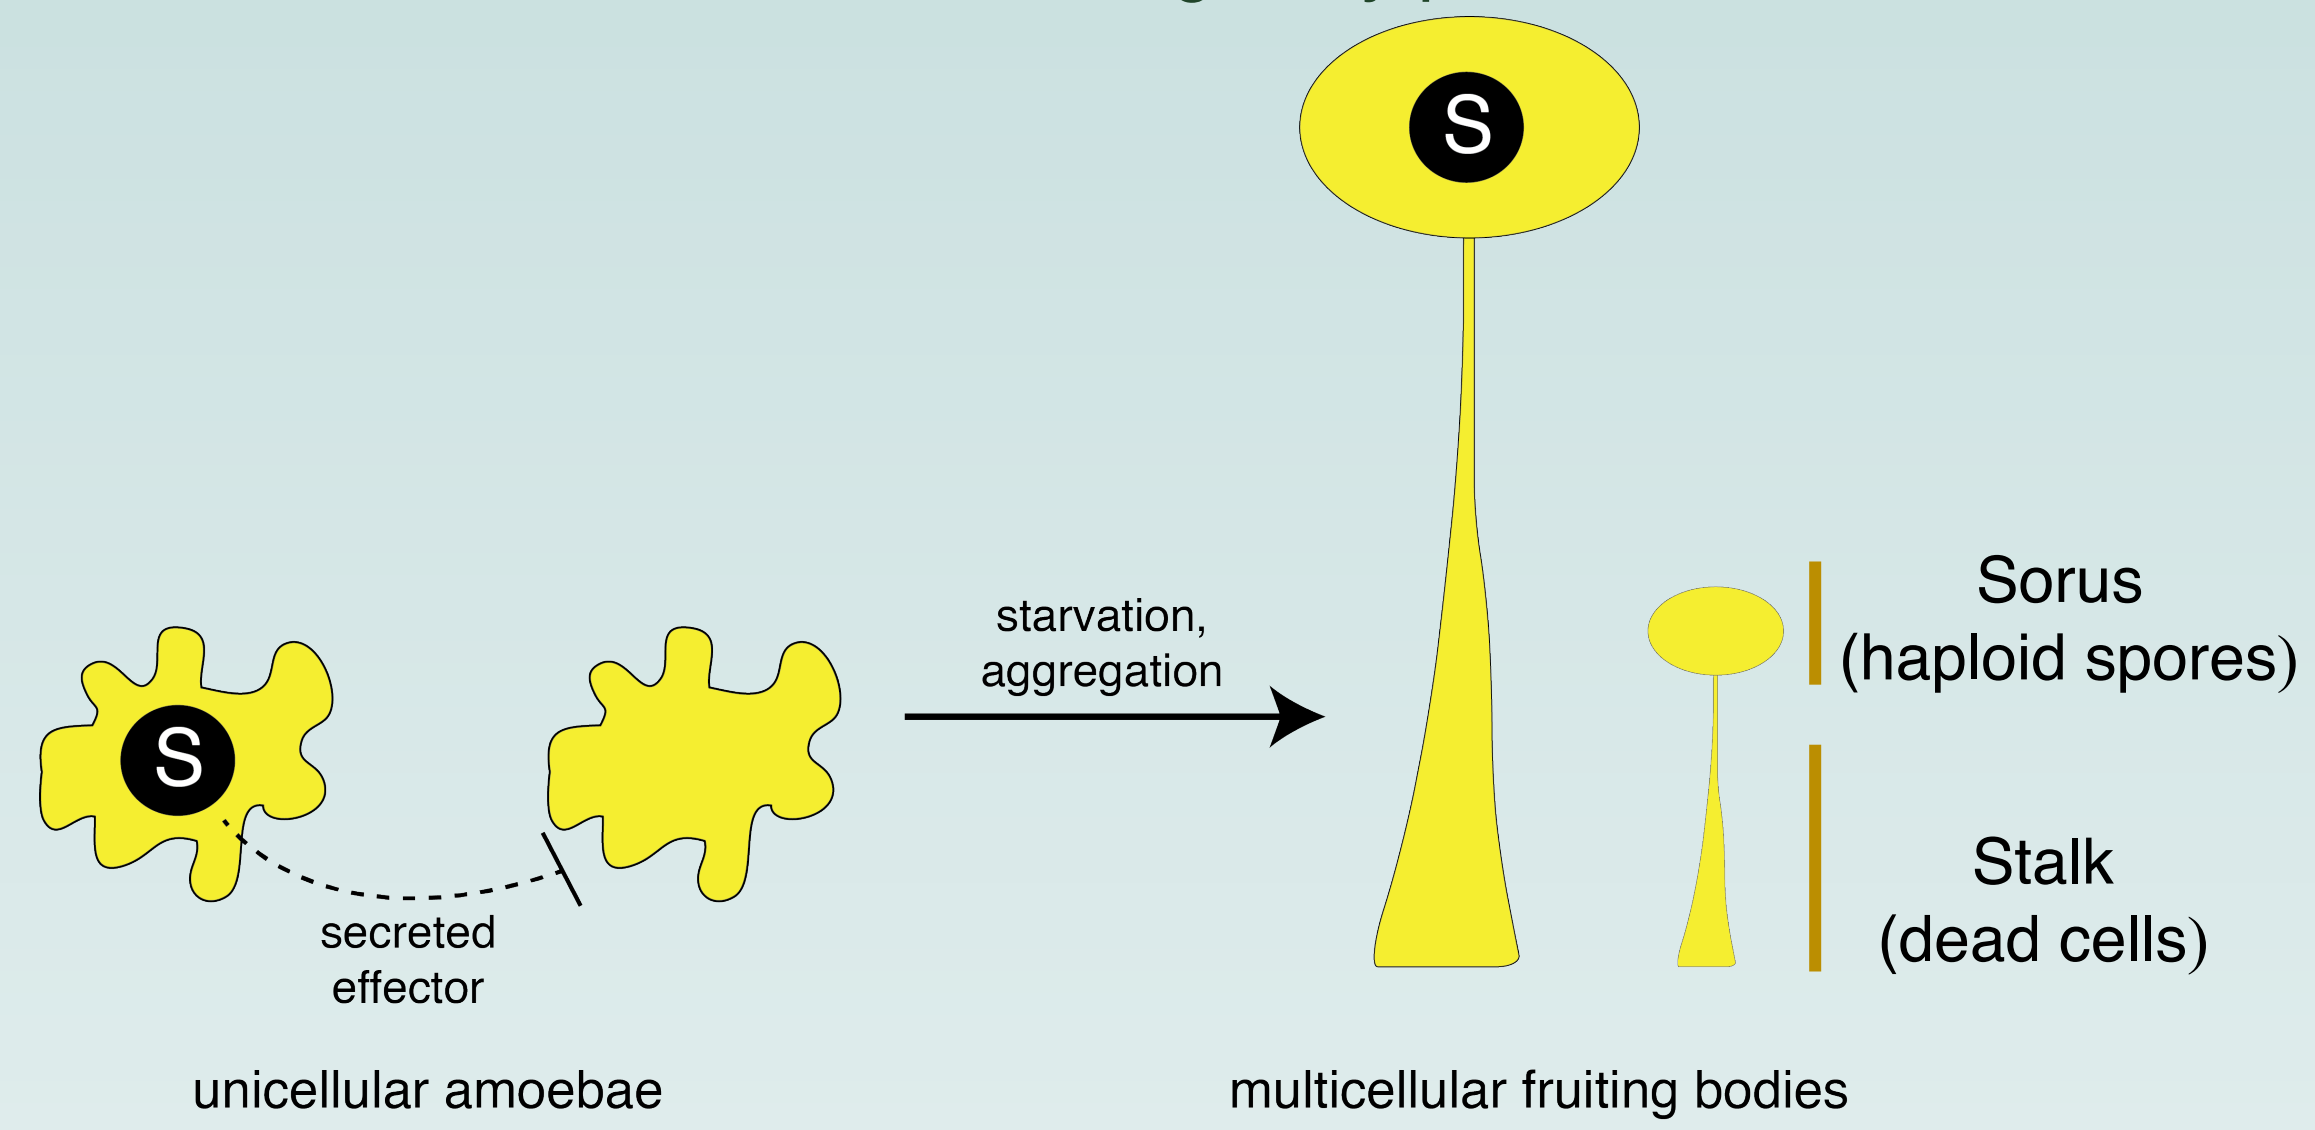 S
S
starvation,
aggregation
Sorus
(haploid spores)
Stalk
(dead cells)
secreted
effector
unicellular amoebae
multicellular fruiting bodies